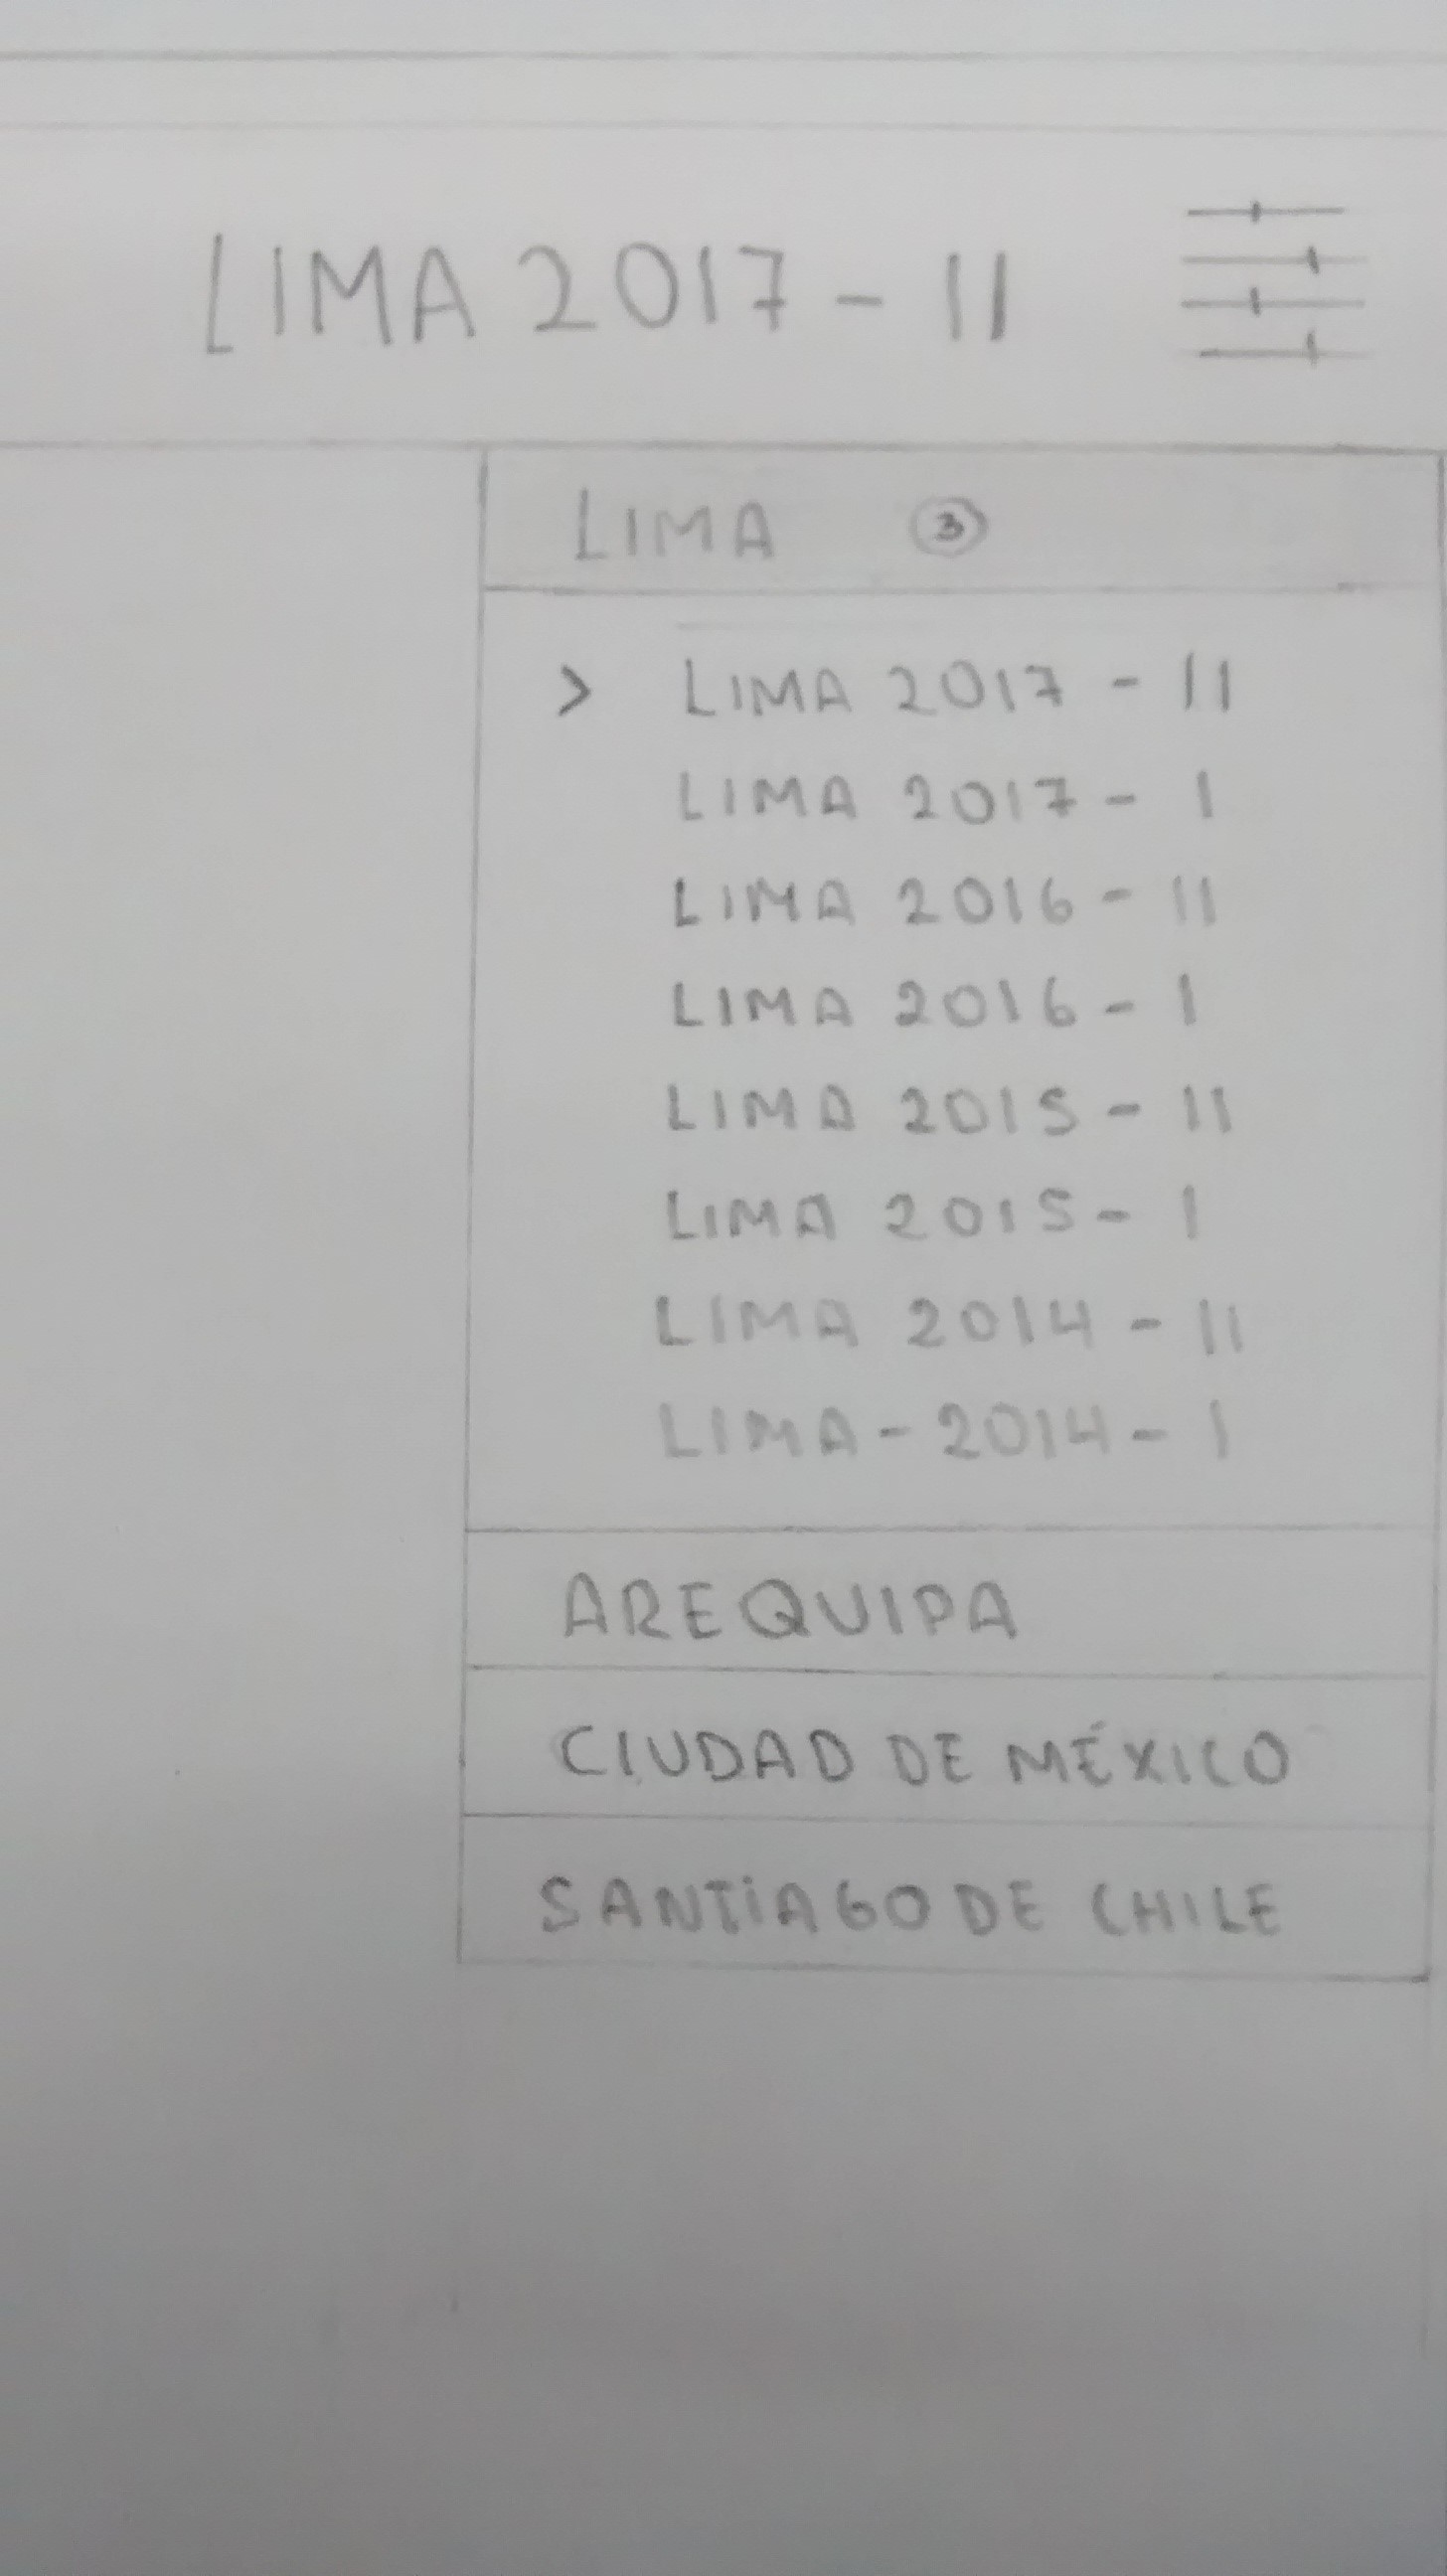 LIMA 2017 - II
LIMA 3
> LIMA 2017 - II
LIMA 2017 - I
LIMA 2016 - II
LIMA 2016 - I
LIMA 2015 - II
LIMA 2015 - I
LIMA 2014 - II
LIMA - 2014 - I
AREQUIPA
CIUDAD DE MÉXICO
SANTIAGO DE CHILE